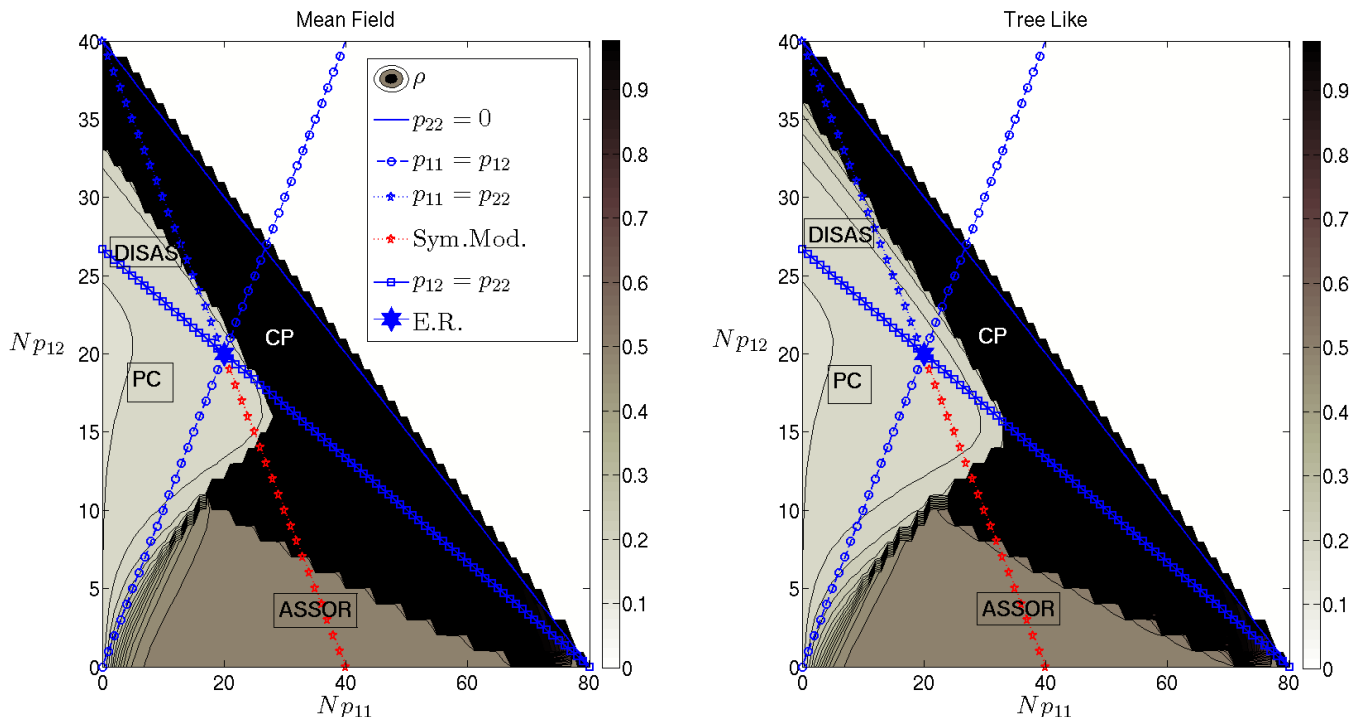 Mean Field
40
35
30
25
20
15
10
5
0
N p₁₂
0
20
40
60
80
N p₁₁
ρ
p₂₂ = 0
p₁₁ = p₁₂
p₁₁ = p₂₂
Sym.Mod.
p₁₂ = p₂₂
E.R.
DISAS
PC
CP
ASSOR
0.9
0.8
0.7
0.6
0.5
0.4
0.3
0.2
0.1
0
Tree Like
40
35
30
25
20
15
10
5
0
N p₁₂
0
20
40
60
80
N p₁₁
DISAS
PC
CP
ASSOR
0.9
0.8
0.7
0.6
0.5
0.4
0.3
0.2
0.1
0